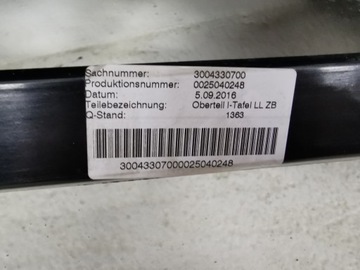 Sachnummer: 3004330700
Produktionsnummer: 0025040248
Datum: 5.09.2016
Teilebezeichnung: Oberteil I-Tafel LL ZB
Q-Stand: 1363
30043307000025040248